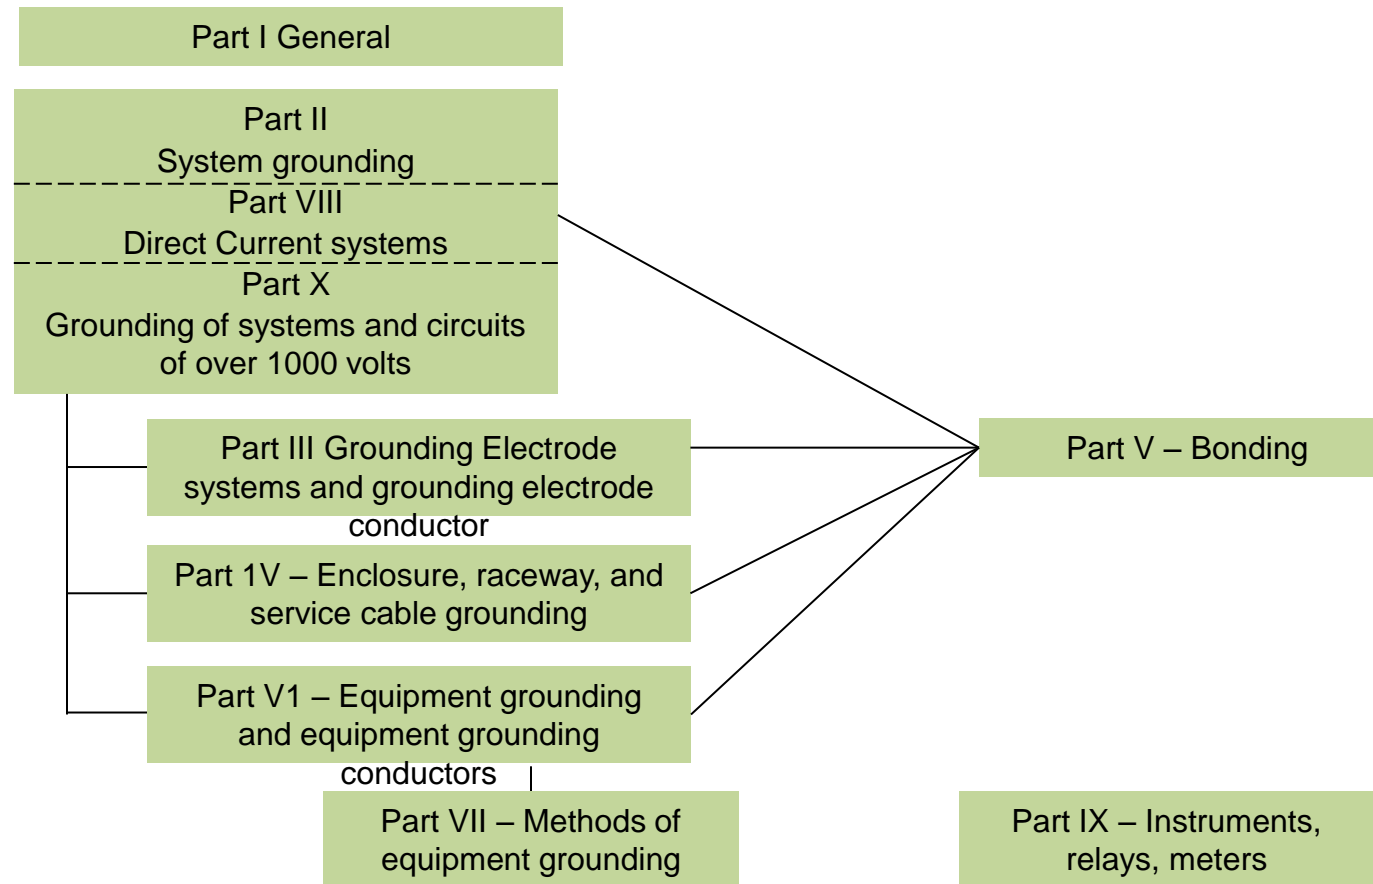 Part I General
Part II
System grounding
Part VIII
Direct Current systems
Part X
Grounding of systems and circuits
of over 1000 volts
Part III Grounding Electrode
systems and grounding electrode
conductor
Part V – Bonding
Part 1V – Enclosure, raceway, and
service cable grounding
Part V1 – Equipment grounding
and equipment grounding
conductors
Part VII – Methods of
equipment grounding
Part IX – Instruments,
relays, meters